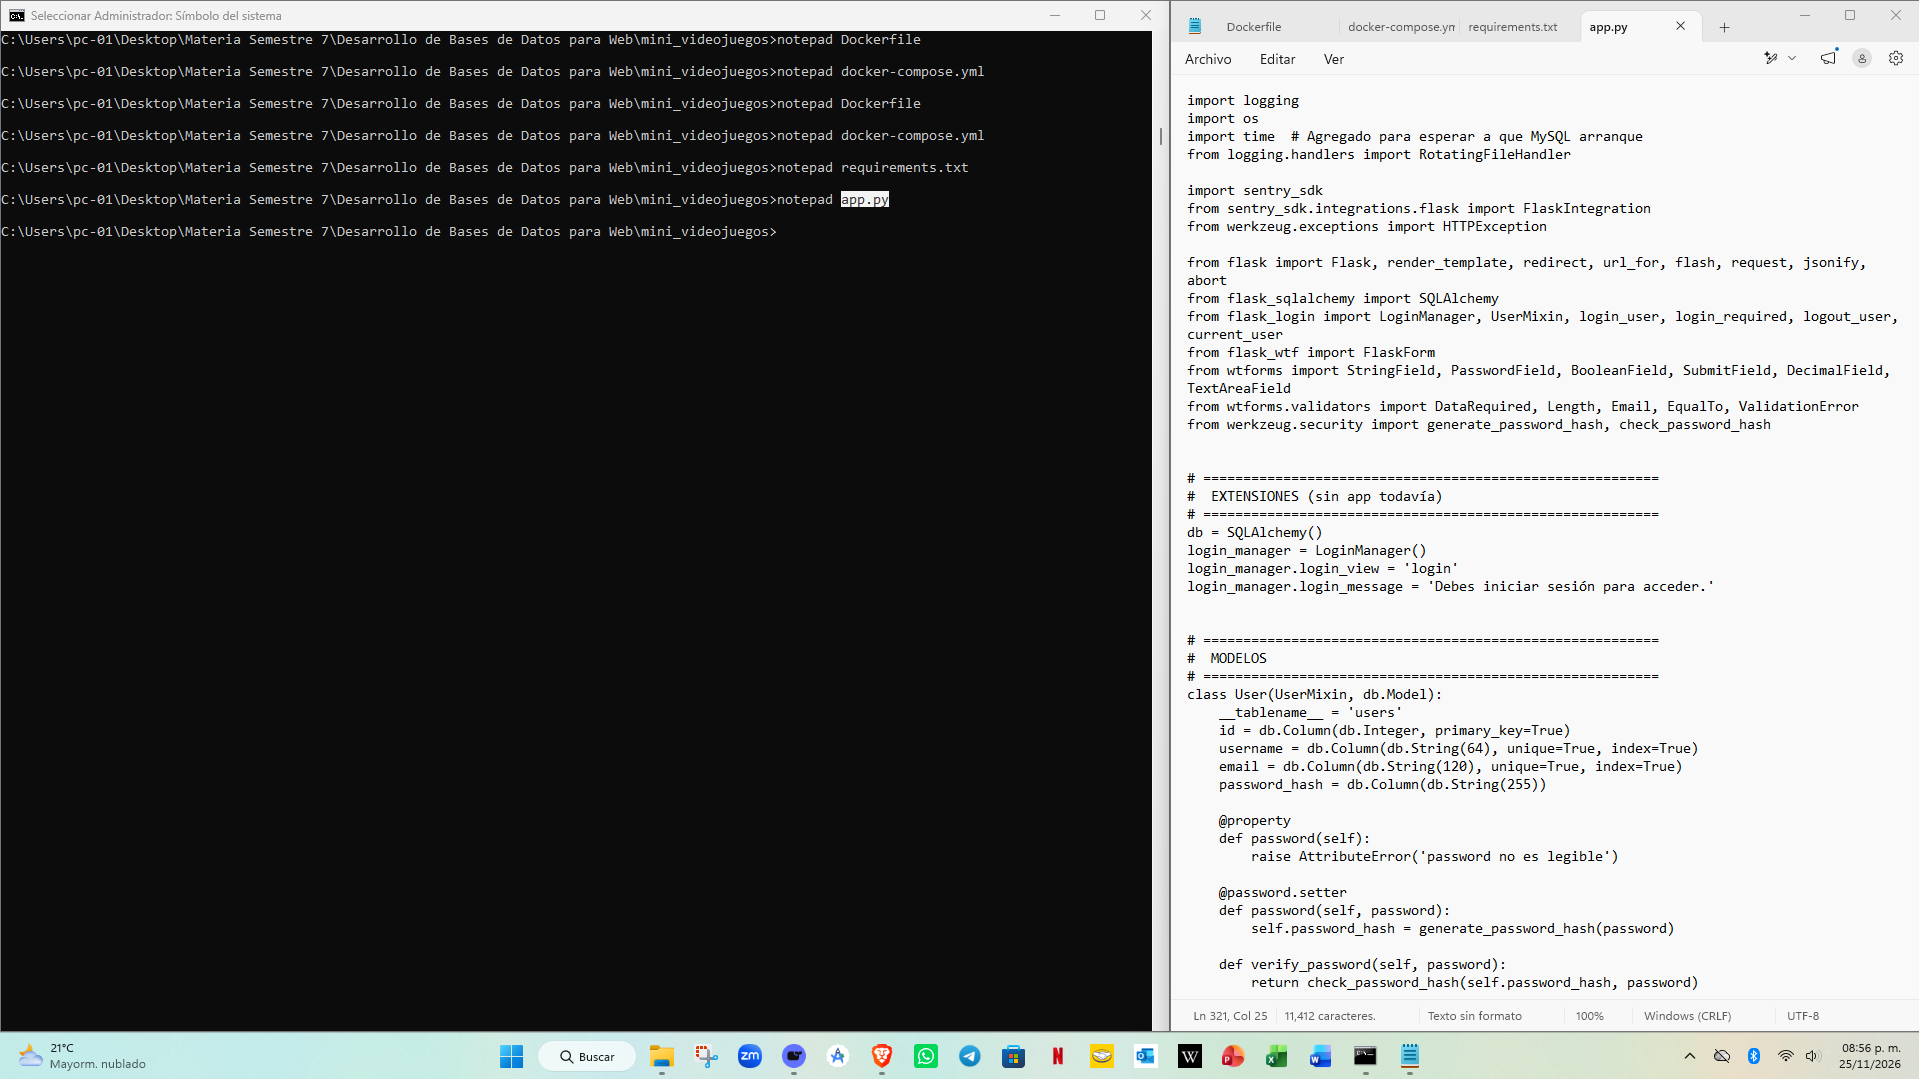 Seleccionar Administrador: Símbolo del sistema
C:\Users\pc-01\Desktop\Materia Semestre 7\Desarrollo de Bases de Datos para Web\mini_videojuegos>notepad Dockerfile
C:\Users\pc-01\Desktop\Materia Semestre 7\Desarrollo de Bases de Datos para Web\mini_videojuegos>notepad docker-compose.yml
C:\Users\pc-01\Desktop\Materia Semestre 7\Desarrollo de Bases de Datos para Web\mini_videojuegos>notepad Dockerfile
C:\Users\pc-01\Desktop\Materia Semestre 7\Desarrollo de Bases de Datos para Web\mini_videojuegos>notepad docker-compose.yml
C:\Users\pc-01\Desktop\Materia Semestre 7\Desarrollo de Bases de Datos para Web\mini_videojuegos>notepad requirements.txt
C:\Users\pc-01\Desktop\Materia Semestre 7\Desarrollo de Bases de Datos para Web\mini_videojuegos>notepad app.py
C:\Users\pc-01\Desktop\Materia Semestre 7\Desarrollo de Bases de Datos para Web\mini_videojuegos>
Dockerfile docker-compose.ym requirements.txt app.py
Archivo Editar Ver
import logging
import os
import time  # Agregado para esperar a que MySQL arranque
from logging.handlers import RotatingFileHandler

import sentry_sdk
from sentry_sdk.integrations.flask import FlaskIntegration
from werkzeug.exceptions import HTTPException

from flask import Flask, render_template, redirect, url_for, flash, request, jsonify,
abort
from flask_sqlalchemy import SQLAlchemy
from flask_login import LoginManager, UserMixin, login_user, login_required, logout_user,
current_user
from flask_wtf import FlaskForm
from wtforms import StringField, PasswordField, BooleanField, SubmitField, DecimalField,
TextAreaField
from wtforms.validators import DataRequired, Length, Email, EqualTo, ValidationError
from werkzeug.security import generate_password_hash, check_password_hash


# =========================================================
#  EXTENSIONES (sin app todavía)
# =========================================================
db = SQLAlchemy()
login_manager = LoginManager()
login_manager.login_view = 'login'
login_manager.login_message = 'Debes iniciar sesión para acceder.'


# =========================================================
#  MODELOS
# =========================================================
class User(UserMixin, db.Model):
    __tablename__ = 'users'
    id = db.Column(db.Integer, primary_key=True)
    username = db.Column(db.String(64), unique=True, index=True)
    email = db.Column(db.String(120), unique=True, index=True)
    password_hash = db.Column(db.String(255))

    @property
    def password(self):
        raise AttributeError('password no es legible')

    @password.setter
    def password(self, password):
        self.password_hash = generate_password_hash(password)

    def verify_password(self, password):
        return check_password_hash(self.password_hash, password)
Ln 321, Col 25 11,412 caracteres. Texto sin formato 100% Windows (CRLF) UTF-8
21°C
Mayorm. nublado
Buscar
08:56 p. m.
25/11/2026